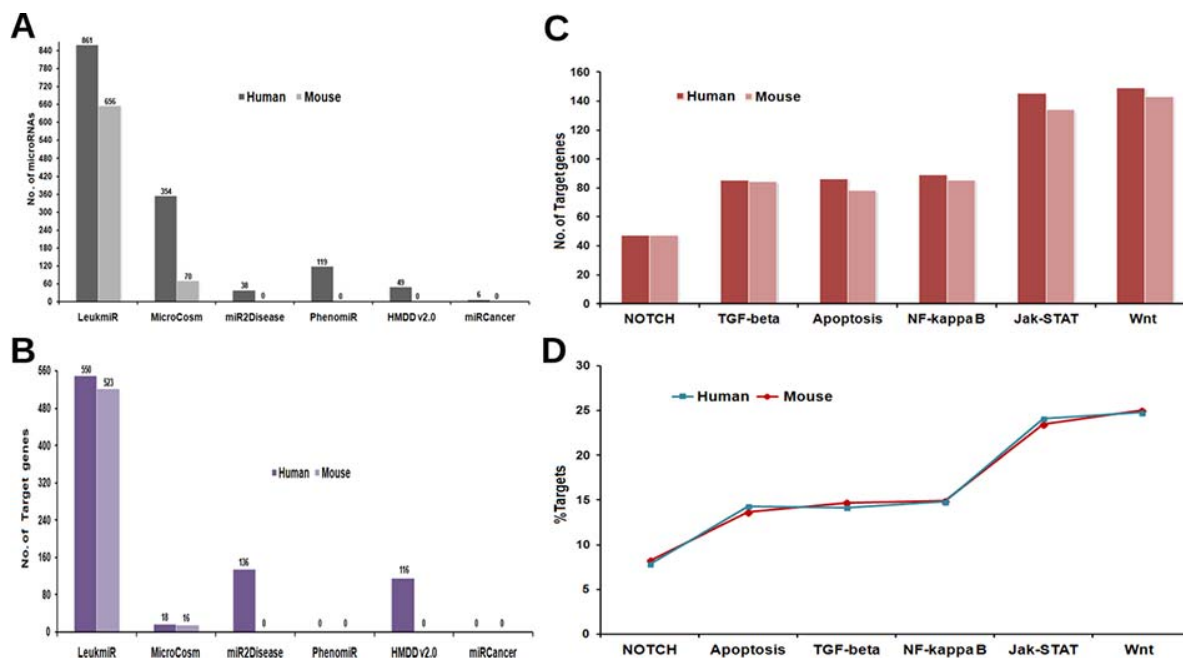 A
No. of microRNAs
840
780
720
660
600
540
480
420
360
300
240
180
120
60
0
861
656
354
70
38
0
119
0
49
0
6
0
Human
Mouse
LeukmiR
MicroCosm
miR2Disease
PhenomiR
HMDD v2.0
miRCancer
B
No. of Target genes
560
480
400
320
240
160
80
0
550
523
18
16
136
0
0
0
116
0
0
0
Human
Mouse
LeukmiR
MicroCosm
miR2Disease
PhenomiR
HMDD v2.0
miRCancer
C
No. of Target genes
160
140
120
100
80
60
40
20
0
Human
Mouse
NOTCH
TGF-beta
Apoptosis
NF-kappa B
Jak-STAT
Wnt
D
%Targets
30
25
20
15
10
5
0
Human
Mouse
NOTCH
Apoptosis
TGF-beta
NF-kappa B
Jak-STAT
Wnt